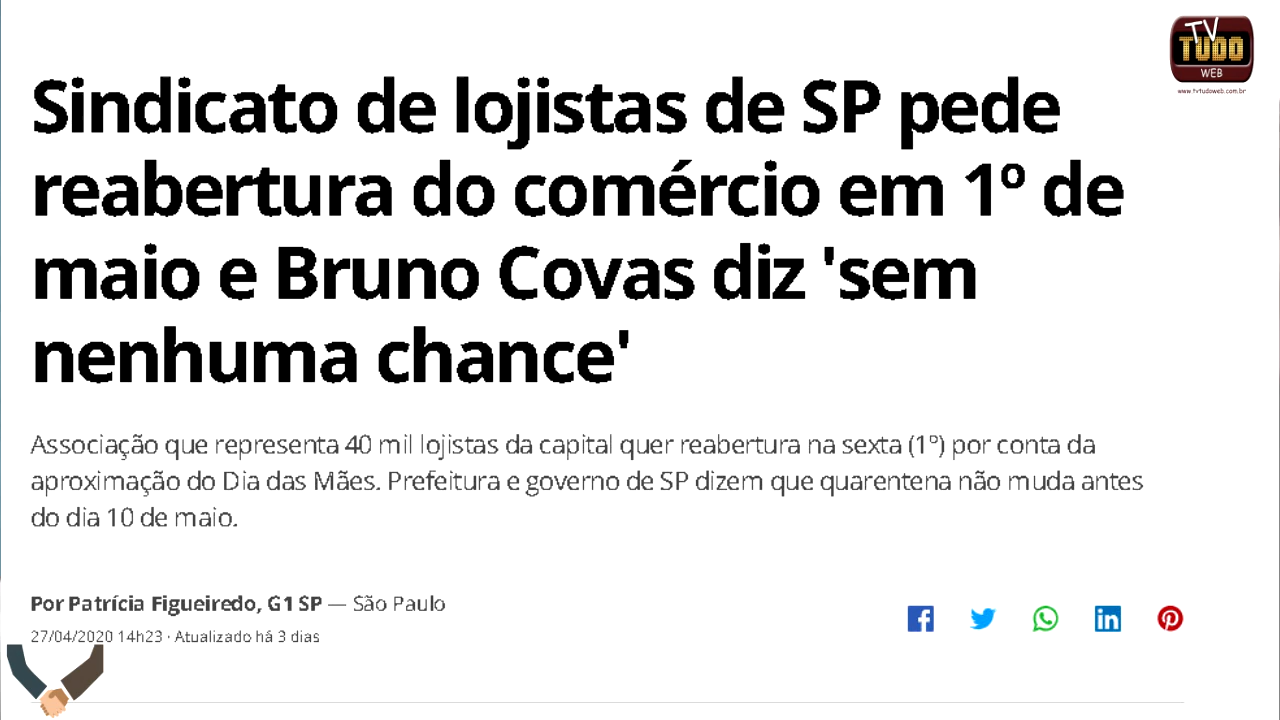 TV
TUDO
WEB
www.tvtudoweb.com.br
Sindicato de lojistas de SP pede
reabertura do comércio em 1º de
maio e Bruno Covas diz 'sem
nenhuma chance'
Associação que representa 40 mil lojistas da capital quer reabertura na sexta (1º) por conta da
aproximação do Dia das Mães. Prefeitura e governo de SP dizem que quarentena não muda antes
do dia 10 de maio.
Por Patrícia Figueiredo, G1 SP — São Paulo
27/04/2020 14h23 · Atualizado há 3 dias